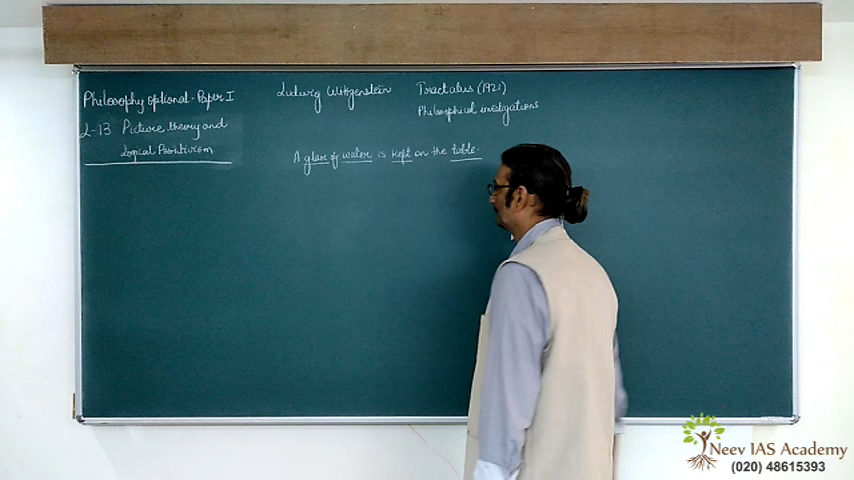 Philosophy optional - Paper I
L-13 Picture theory and
Logical Positivism
Ludwig Wittgenstein
Tractatus (1921)
Philosophical investigations
A glass of water is kept on the table.
Neev IAS Academy
(020) 48615393